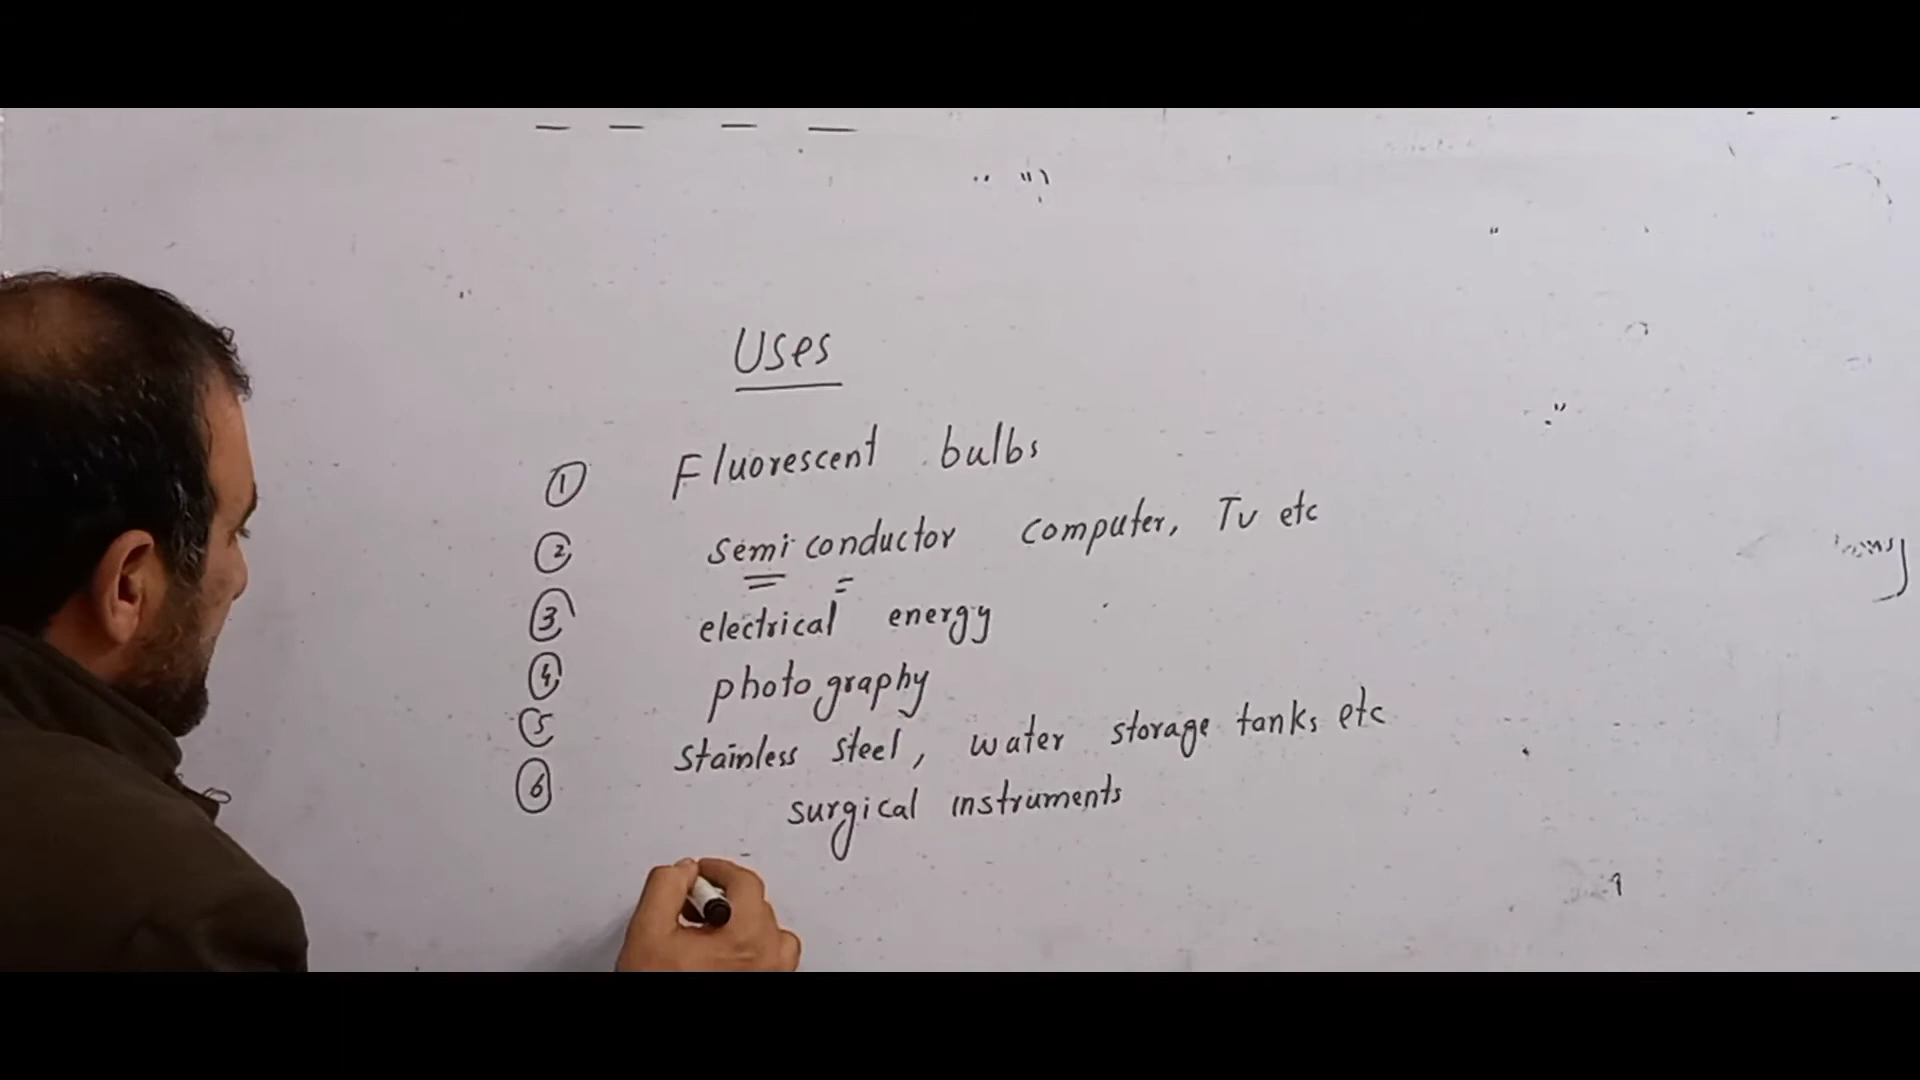 Uses
① Fluorescent bulbs
② semi conductor computer, Tv etc
③ electrical energy
④ photography
⑤ stainless steel, water storage tanks etc
⑥ surgical instruments